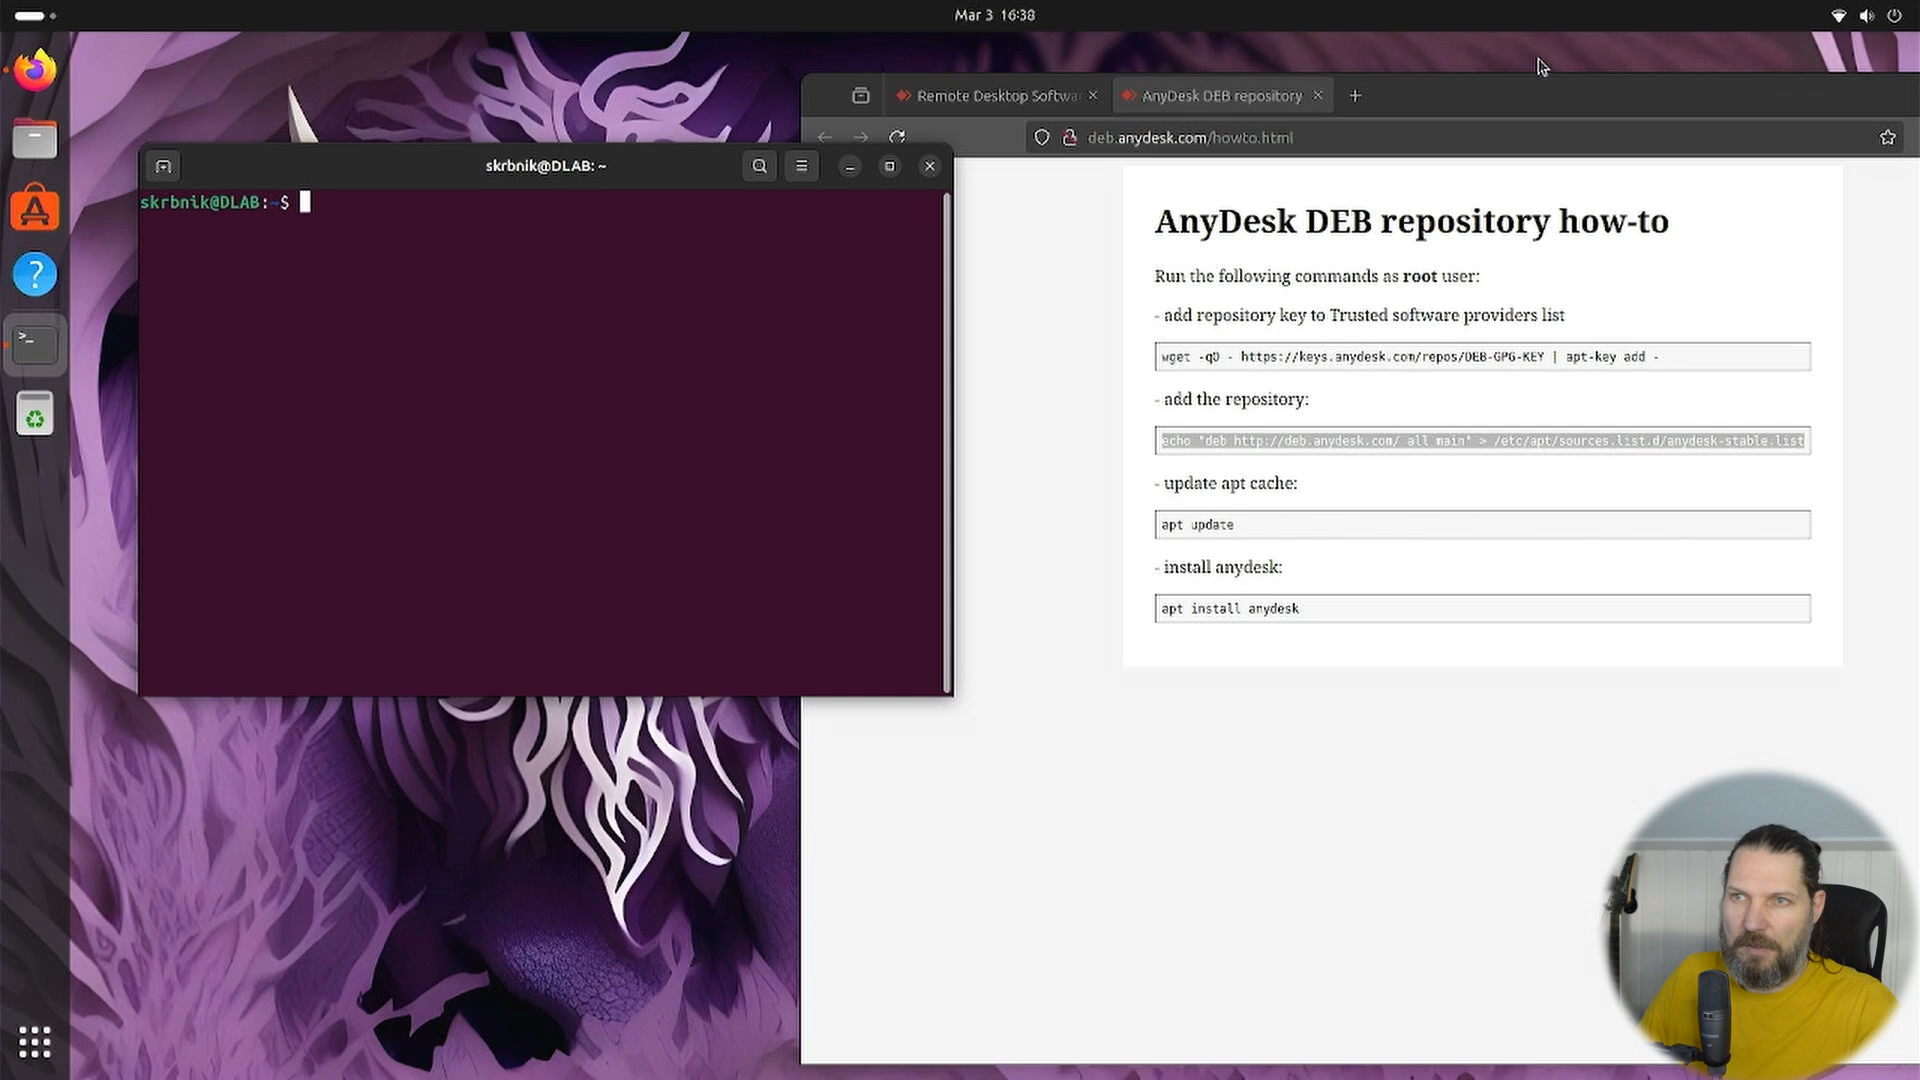 Mar 3 16:38
Remote Desktop Softwa
AnyDesk DEB repository
deb.anydesk.com/howto.html
skrbnik@DLAB: ~
skrbnik@DLAB:~$
AnyDesk DEB repository how-to
Run the following commands as root user:
- add repository key to Trusted software providers list
wget -qO - https://keys.anydesk.com/repos/DEB-GPG-KEY | apt-key add -
- add the repository:
echo "deb http://deb.anydesk.com/ all main" > /etc/apt/sources.list.d/anydesk-stable.list
- update apt cache:
apt update
- install anydesk:
apt install anydesk